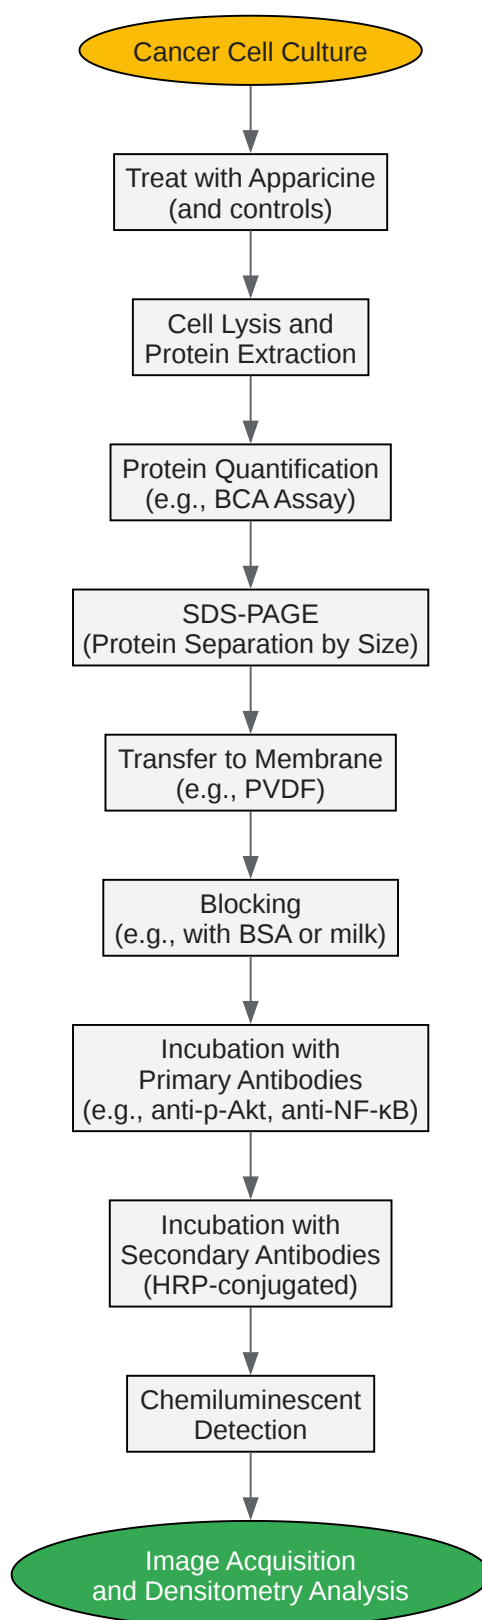 Cancer Cell Culture
Treat with Apparicine
(and controls)
Cell Lysis and
Protein Extraction
Protein Quantification
(e.g., BCA Assay)
SDS-PAGE
(Protein Separation by Size)
Transfer to Membrane
(e.g., PVDF)
Blocking
(e.g., with BSA or milk)
Incubation with
Primary Antibodies
(e.g., anti-p-Akt, anti-NF-κB)
Incubation with
Secondary Antibodies
(HRP-conjugated)
Chemiluminescent
Detection
Image Acquisition
and Densitometry Analysis